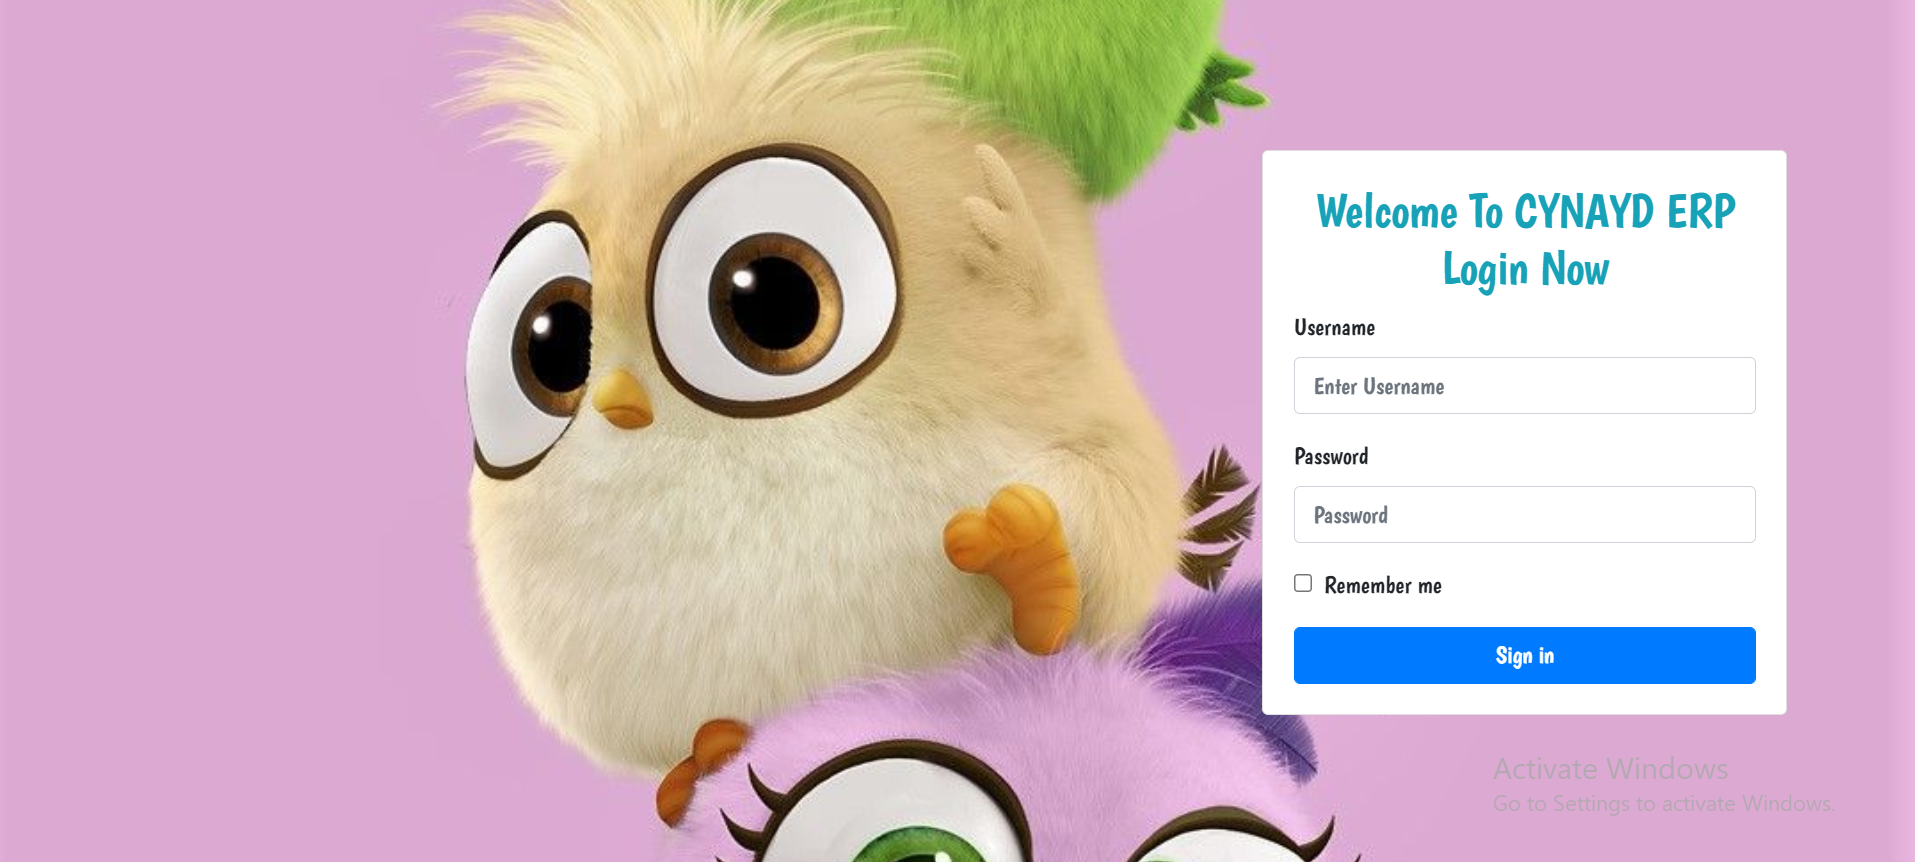 Welcome To CYNAYD ERP
Login Now
Username
Enter Username
Password
Password
Remember me
Sign in
Activate Windows
Go to Settings to activate Windows.